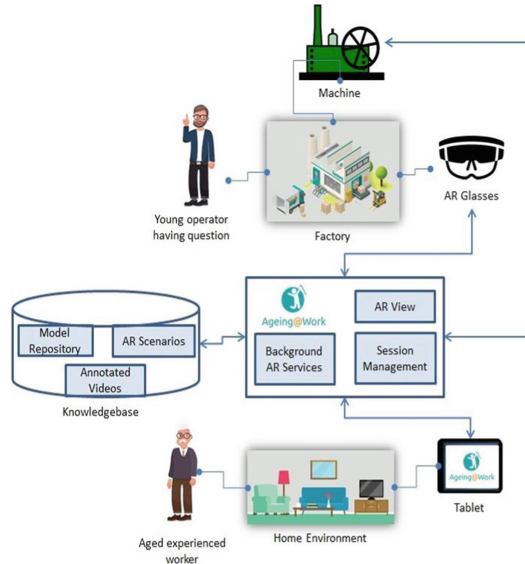 Machine
Young operator
having question
Factory
AR Glasses
Ageing@Work
AR View
Background
AR Services
Session
Management
Model
Repository
AR Scenarios
Annotated
Videos
Knowledgebase
Aged experienced
worker
Home Environment
Ageing@Work
Tablet